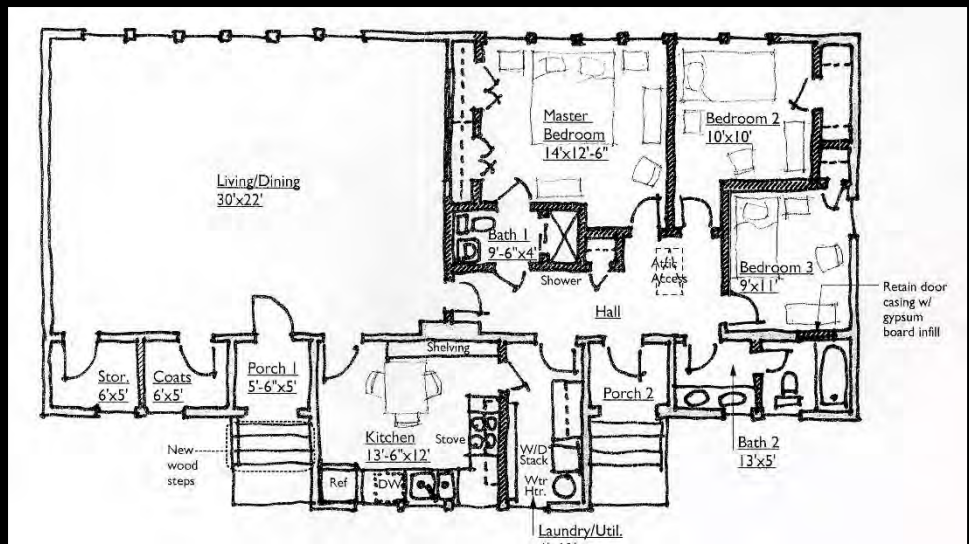 Living/Dining
30'x22'
Master
Bedroom
14'x12'-6"
Bedroom 2
10'x10'
Bath 1
9'-6"x4'
Shower
Attic
Access
Bedroom 3
9'x11'
Hall
Retain door
casing w/
gypsum
board infill
Stor.
6'x5'
Coats
6'x5'
Porch 1
5'-6"x5'
Shelving
Kitchen
13'-6"x12'
Stove
Ref
DW
W/D
Stack
Wtr
Htr.
Porch 2
Bath 2
13'x5'
New
wood
steps
Laundry/Util.